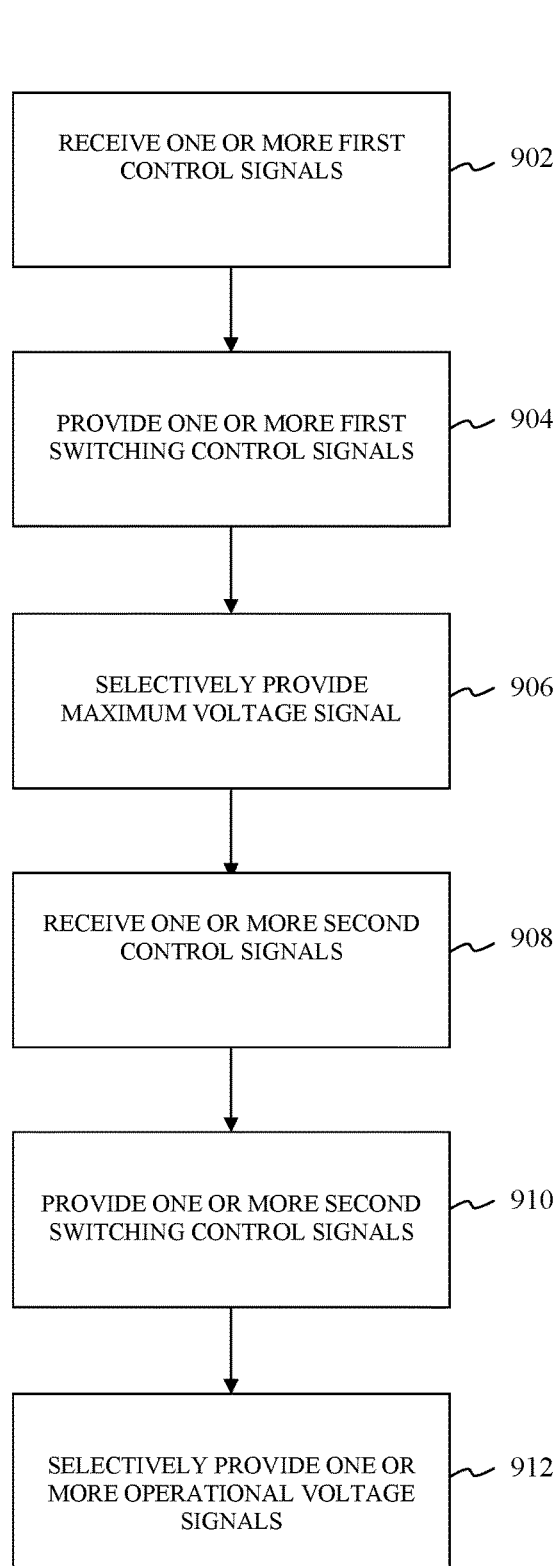 RECEIVE ONE OR MORE FIRST
CONTROL SIGNALS
902
PROVIDE ONE OR MORE FIRST
SWITCHING CONTROL SIGNALS
904
SELECTIVELY PROVIDE
MAXIMUM VOLTAGE SIGNAL
906
RECEIVE ONE OR MORE SECOND
CONTROL SIGNALS
908
PROVIDE ONE OR MORE SECOND
SWITCHING CONTROL SIGNALS
910
SELECTIVELY PROVIDE ONE OR
MORE OPERATIONAL VOLTAGE
SIGNALS
912